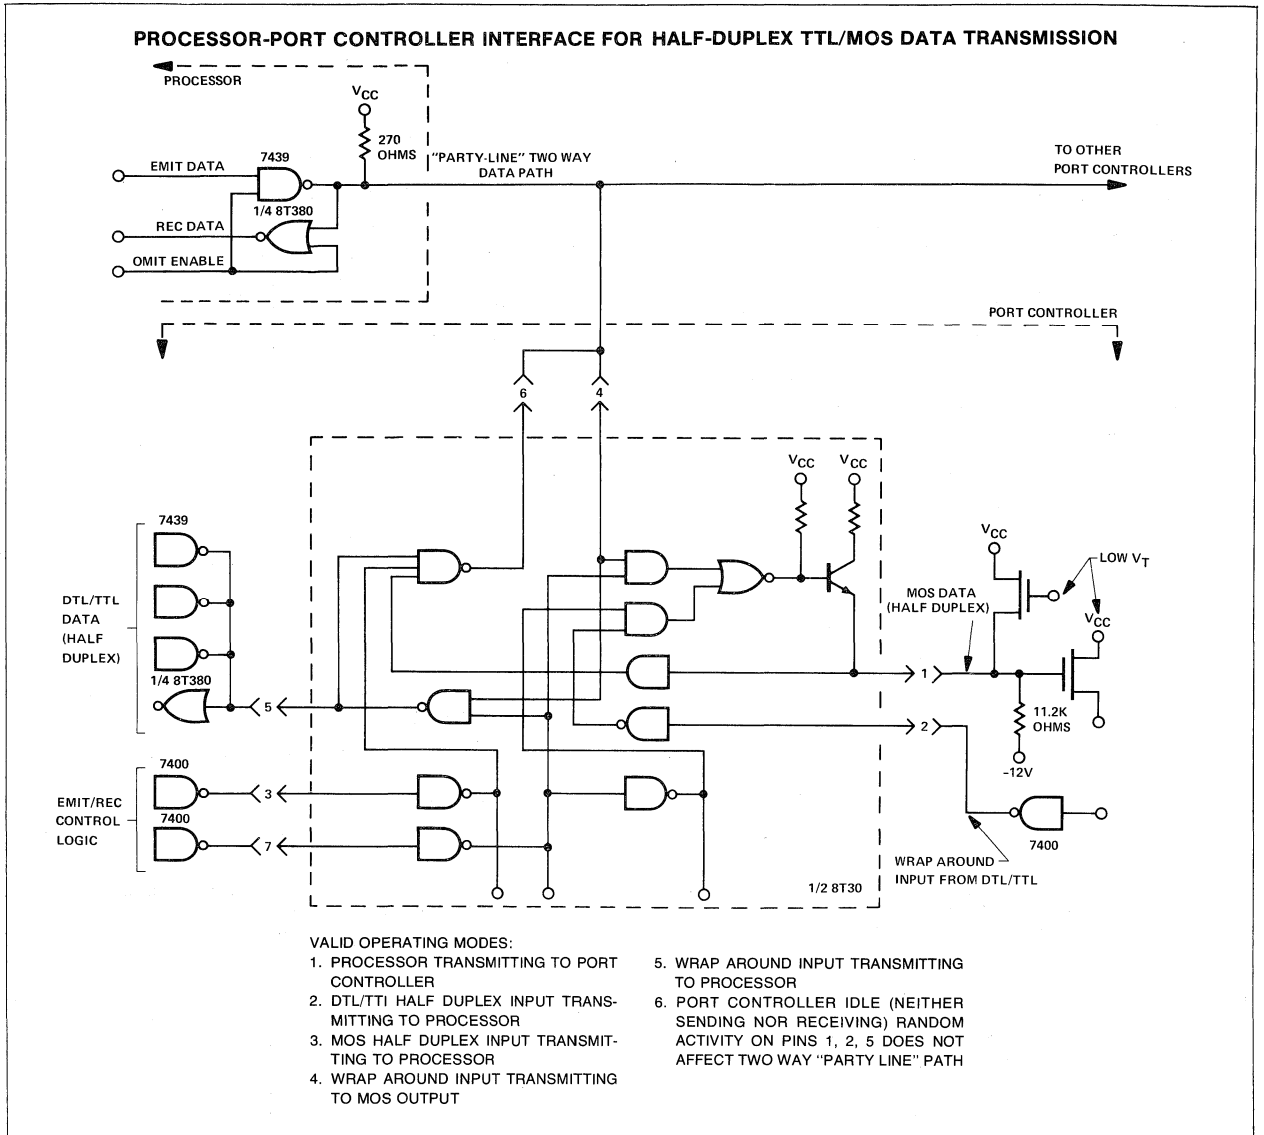 PROCESSOR-PORT CONTROLLER INTERFACE FOR HALF-DUPLEX TTL/MOS DATA TRANSMISSION
PROCESSOR
VCC
270
OHMS
7439
EMIT DATA
"PARTY-LINE" TWO WAY
DATA PATH
TO OTHER
PORT CONTROLLERS
1/4 8T380
REC DATA
OMIT ENABLE
PORT CONTROLLER
6
4
VCC
VCC
7439
VCC
LOW VT
DTL/TTL
DATA
(HALF
DUPLEX)
MOS DATA
(HALF DUPLEX)
VCC
1/4 8T380
1
5
2
11.2K
OHMS
-12V
7400
3
EMIT/REC
CONTROL
LOGIC
7400
7
7400
WRAP AROUND
INPUT FROM DTL/TTL
1/2 8T30
VALID OPERATING MODES:
1. PROCESSOR TRANSMITTING TO PORT
CONTROLLER
2. DTL/TTI HALF DUPLEX INPUT TRANS-
MITTING TO PROCESSOR
3. MOS HALF DUPLEX INPUT TRANSMIT-
TING TO PROCESSOR
4. WRAP AROUND INPUT TRANSMITTING
TO MOS OUTPUT
5. WRAP AROUND INPUT TRANSMITTING
TO PROCESSOR
6. PORT CONTROLLER IDLE (NEITHER
SENDING NOR RECEIVING) RANDOM
ACTIVITY ON PINS 1, 2, 5 DOES NOT
AFFECT TWO WAY "PARTY LINE" PATH